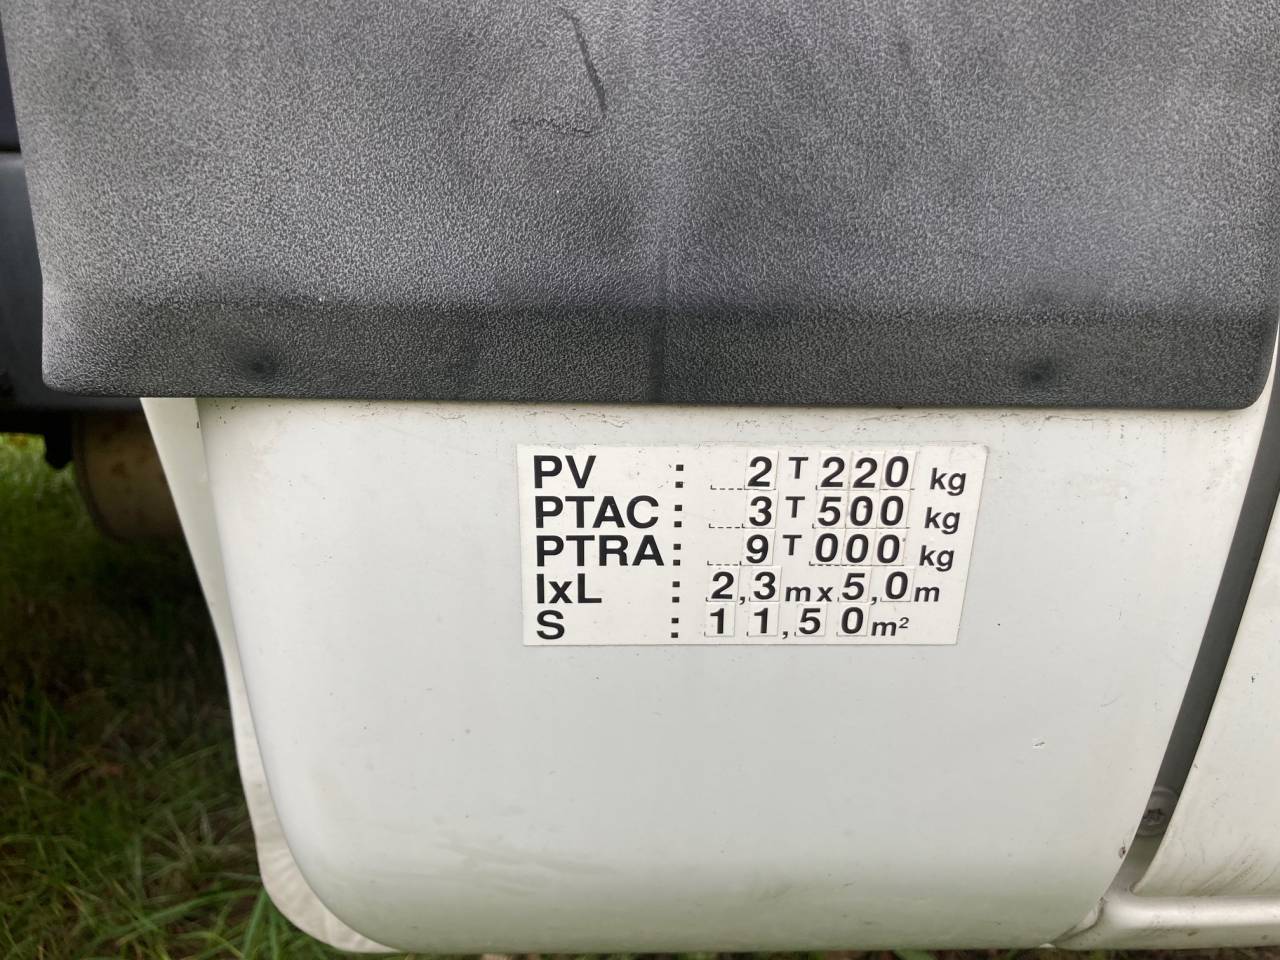 PV : 2 T 220 kg
PTAC : 3 T 500 kg
PTRA : 9 T 000 kg
lxL : 2,3 m x 5,0 m
S : 11,50 m²